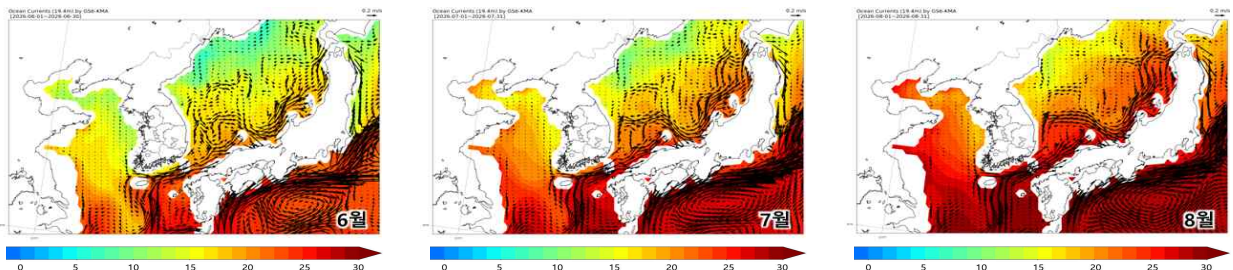 Ocean Currents (19.4m) by GS6-KMA
0.2 m/s
[2026-06-01~2026-06-30]
6월
0 5 10 15 20 25 30
Ocean Currents (19.4m) by GS6-KMA
0.2 m/s
[2026-07-01~2026-07-31]
7월
0 5 10 15 20 25 30
Ocean Currents (19.4m) by GS6-KMA
0.2 m/s
[2026-08-01~2026-08-31]
8월
0 5 10 15 20 25 30